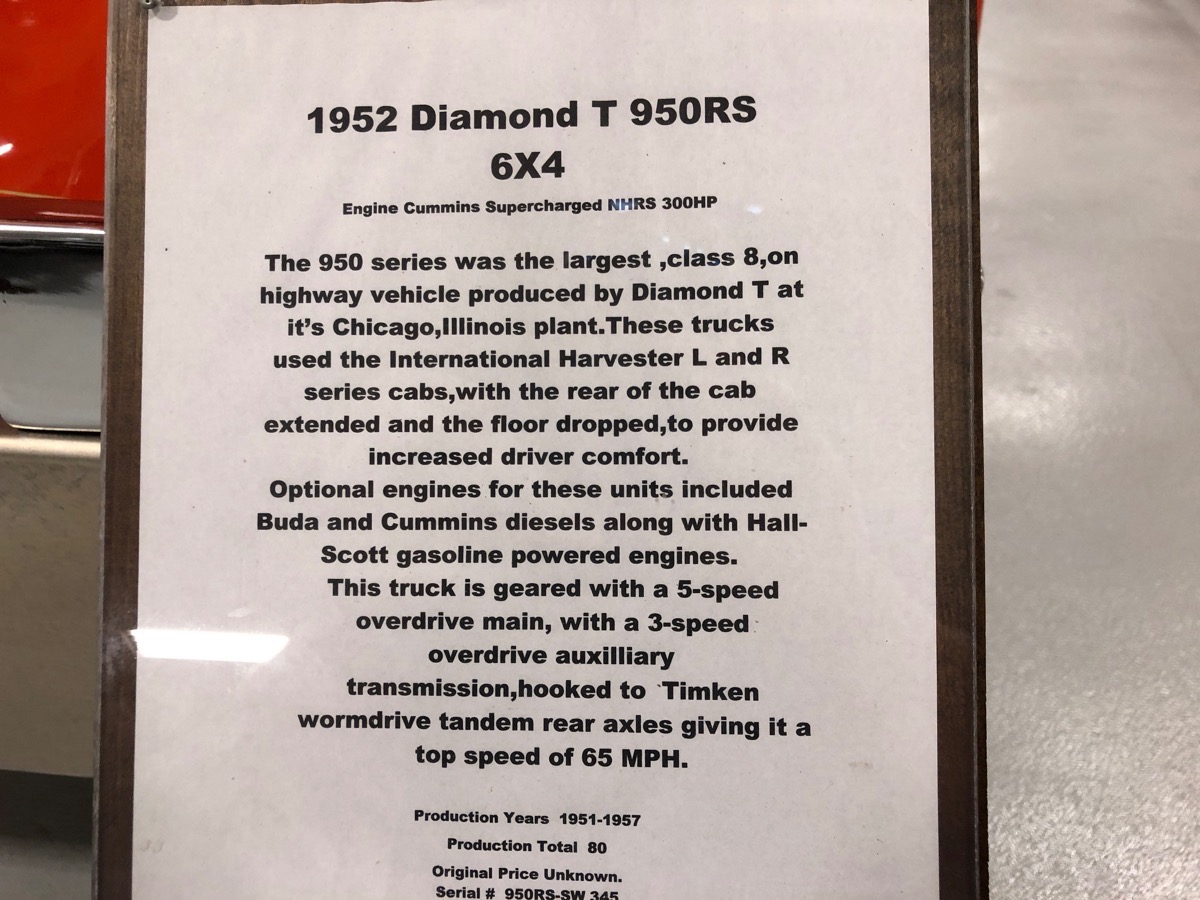 1952 Diamond T 950RS
6X4
Engine Cummins Supercharged NHRS 300HP
The 950 series was the largest ,class 8,on
highway vehicle produced by Diamond T at
it's Chicago,Illinois plant.These trucks
used the International Harvester L and R
series cabs,with the rear of the cab
extended and the floor dropped,to provide
increased driver comfort.
Optional engines for these units included
Buda and Cummins diesels along with Hall-
Scott gasoline powered engines.
This truck is geared with a 5-speed
overdrive main, with a 3-speed
overdrive auxilliary
transmission,hooked to Timken
wormdrive tandem rear axles giving it a
top speed of 65 MPH.
Production Years 1951-1957
Production Total 80
Original Price Unknown.
Serial # 950RS-SW 345